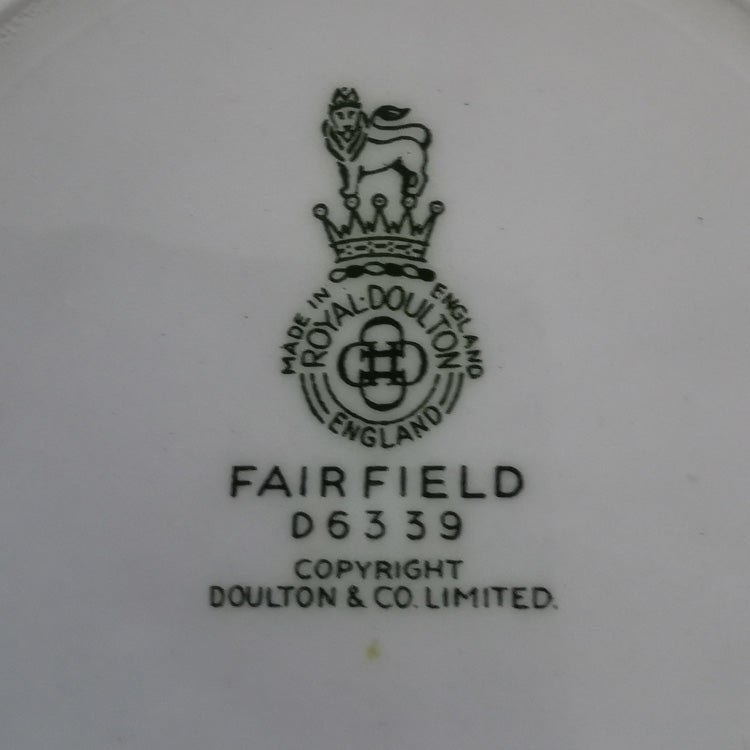 MADE IN ENGLAND
ROYAL·DOULTON
ENGLAND
FAIRFIELD
D6339
COPYRIGHT
DOULTON & CO. LIMITED.